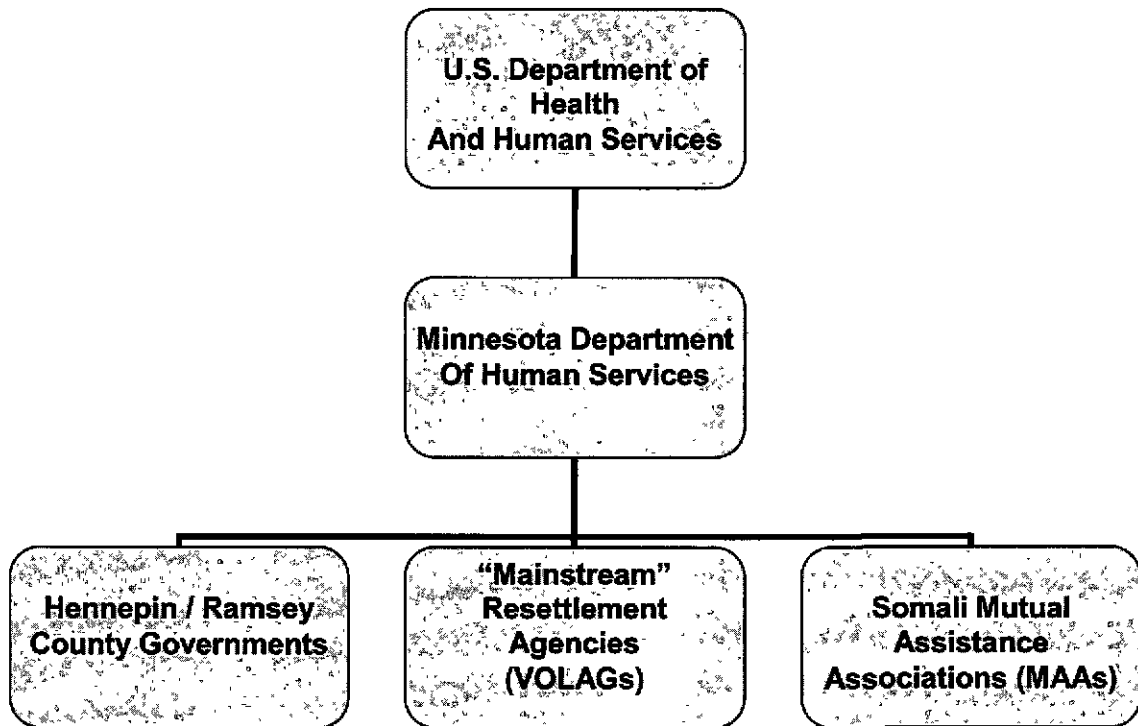 U.S. Department of
Health
And Human Services
Minnesota Department
Of Human Services
Hennepin / Ramsey
County Governments
“Mainstream”
Resettlement
Agencies
(VOLAGs)
Somali Mutual
Assistance
Associations (MAAs)